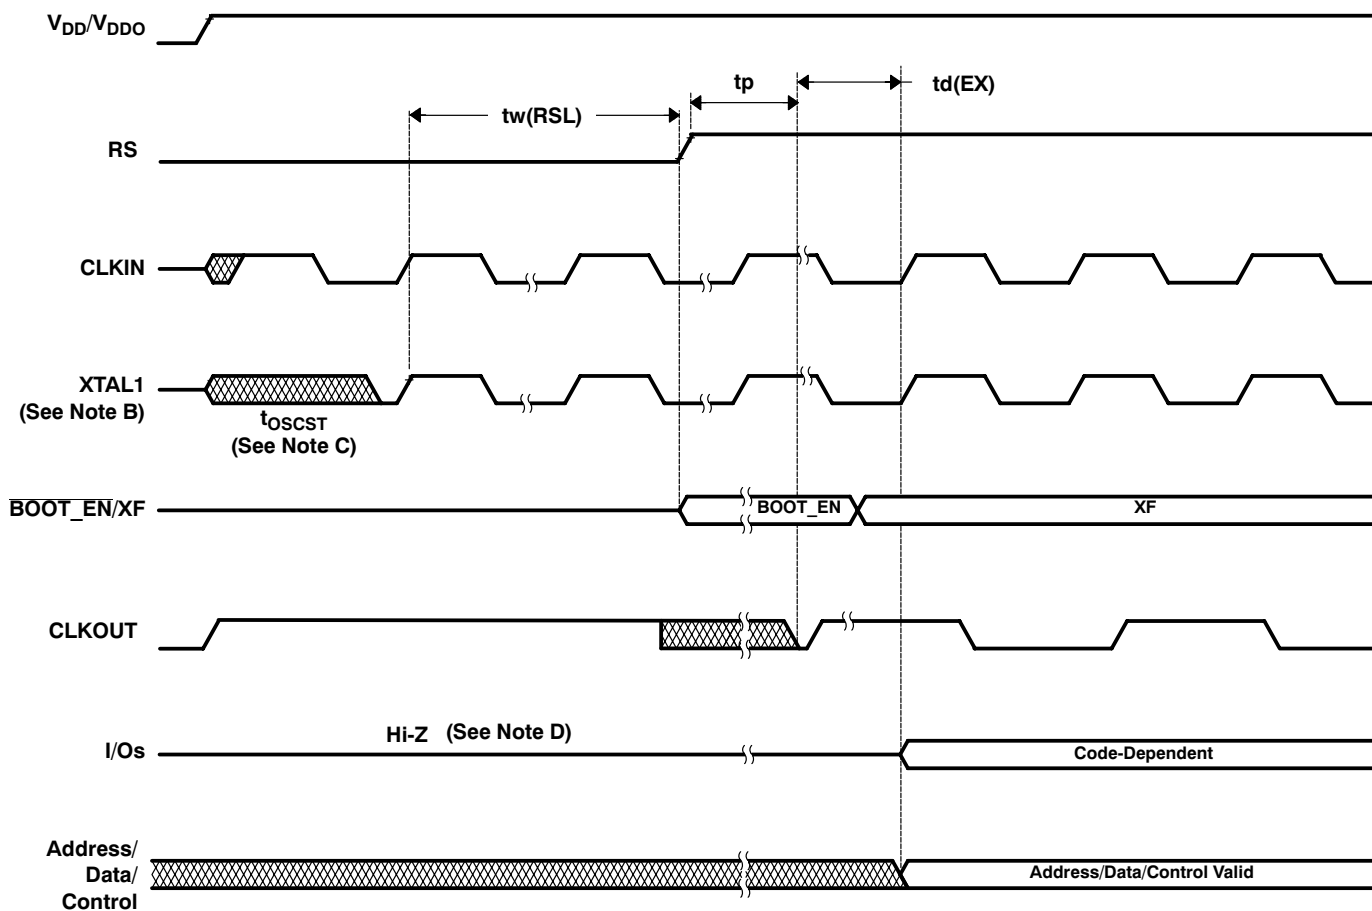 VDD/VDDO
tp
td(EX)
tw(RSL)
RS
CLKIN
XTAL1
(See Note B)
tOSCST
(See Note C)
BOOT_EN/XF
BOOT_EN
XF
CLKOUT
Hi-Z (See Note D)
I/Os
Code-Dependent
Address/
Data/
Control
Address/Data/Control Valid